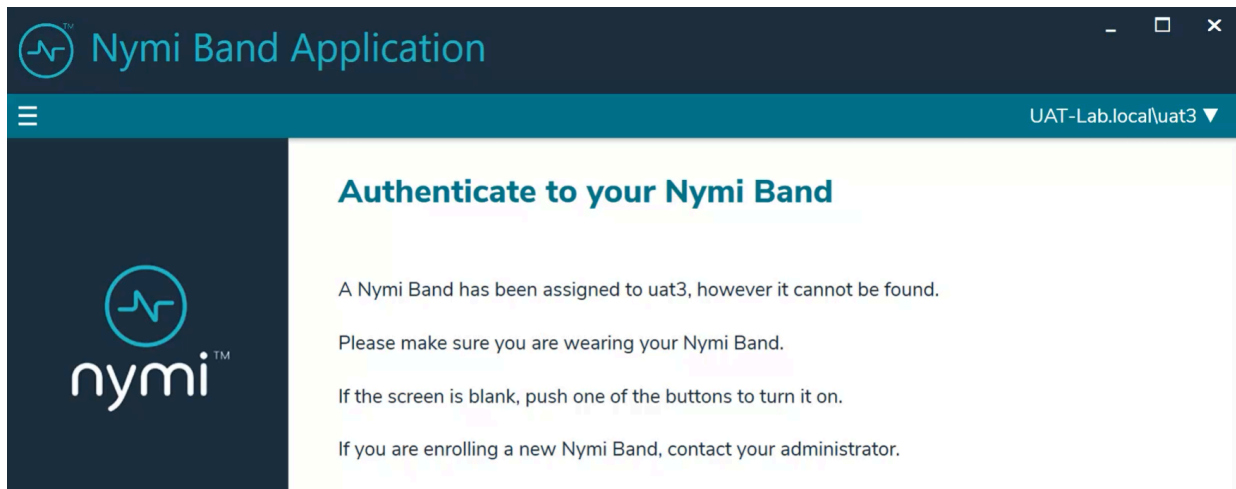 Nymi Band Application
UAT-Lab.local\uat3 ▼
Authenticate to your Nymi Band
A Nymi Band has been assigned to uat3, however it cannot be found.
Please make sure you are wearing your Nymi Band.
If the screen is blank, push one of the buttons to turn it on.
If you are enrolling a new Nymi Band, contact your administrator.
nymi™